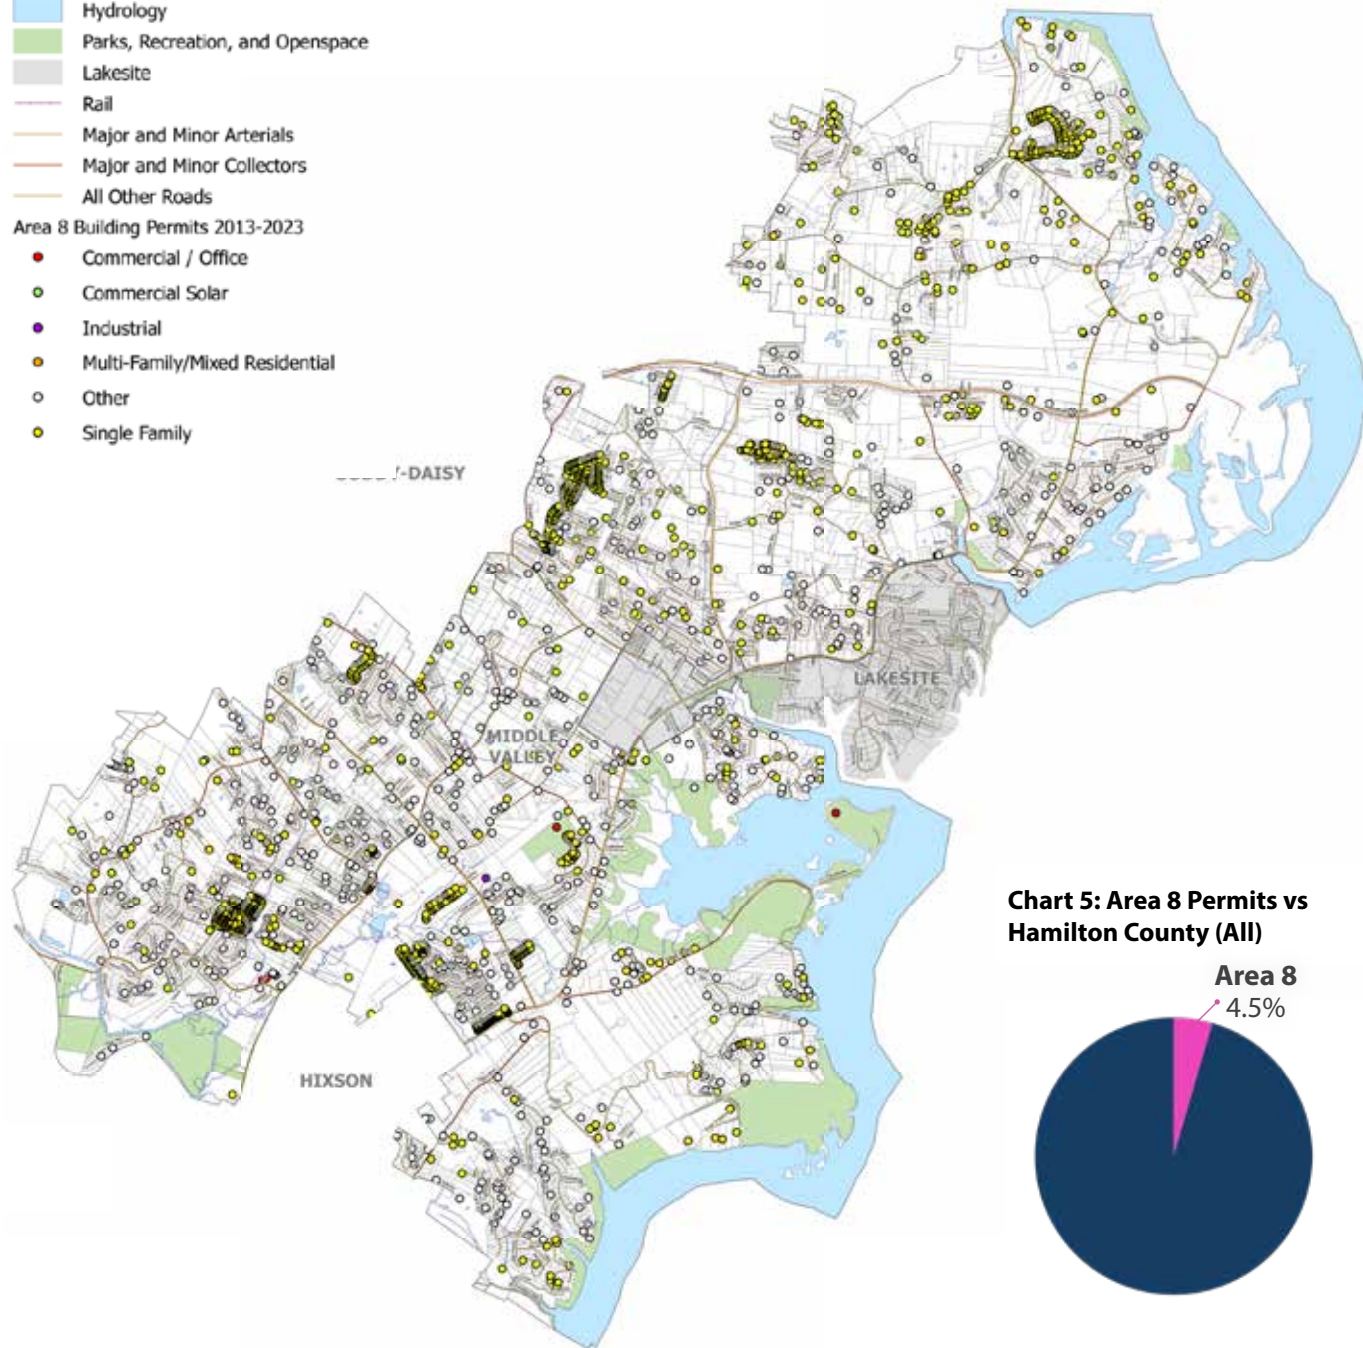 Hydrology
Parks, Recreation, and Openspace
Lakesite
Rail
Major and Minor Arterials
Major and Minor Collectors
All Other Roads
Area 8 Building Permits 2013-2023
Commercial / Office
Commercial Solar
Industrial
Multi-Family/Mixed Residential
Other
Single Family
-DAISY
LAKESITE
MIDDLE
VALLEY
HIXSON
Chart 5: Area 8 Permits vs
Hamilton County (All)
Area 8
4.5%